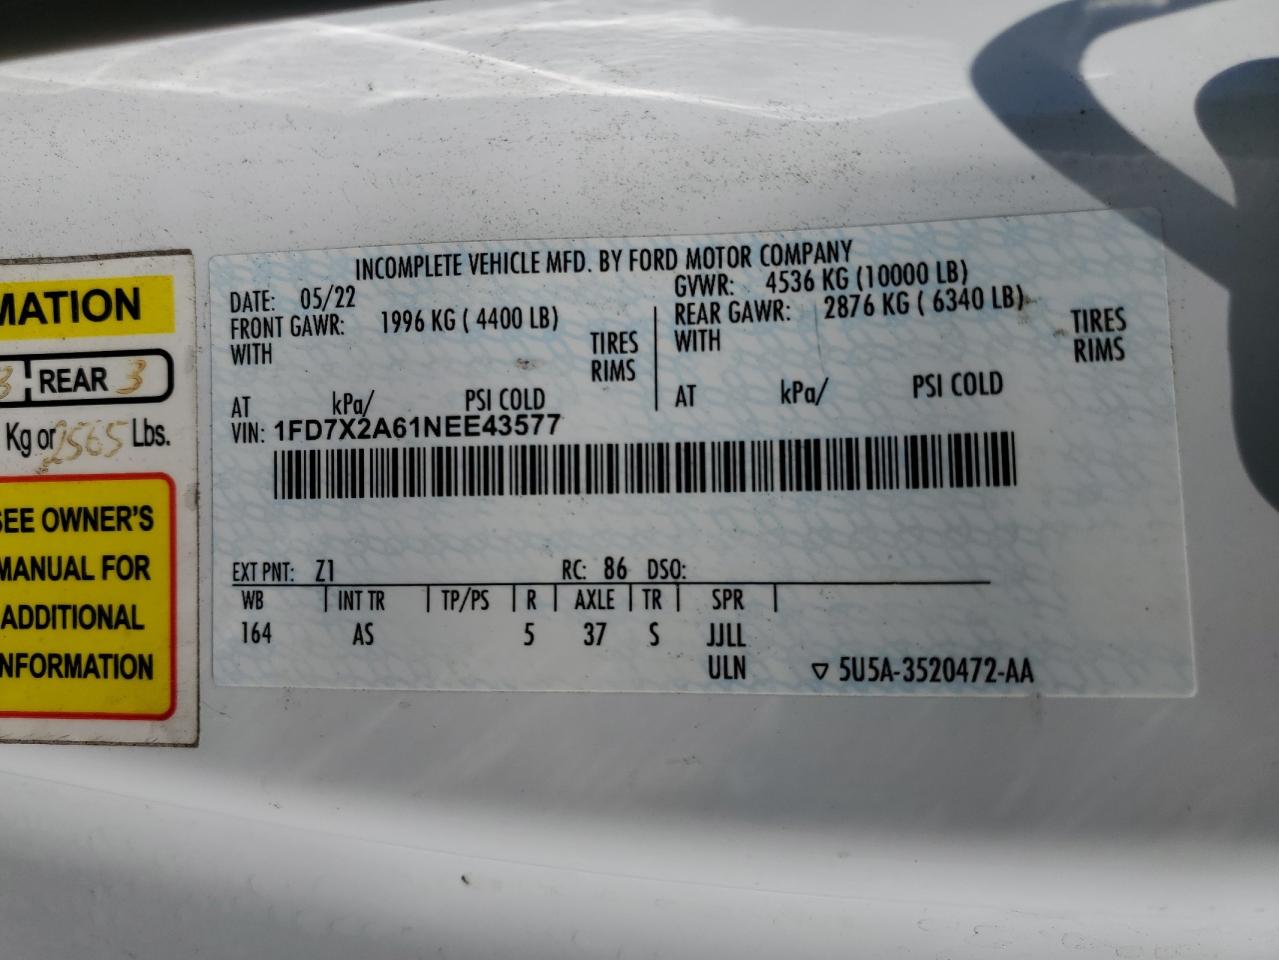 MATION
3 REAR 3
Kg or 2565 Lbs.
SEE OWNER'S
MANUAL FOR
ADDITIONAL
INFORMATION
INCOMPLETE VEHICLE MFD. BY FORD MOTOR COMPANY
DATE: 05/22 GVWR: 4536 KG (10000 LB)
FRONT GAWR: 1996 KG ( 4400 LB) REAR GAWR: 2876 KG ( 6340 LB)
WITH TIRES WITH TIRES
RIMS RIMS
AT kPa/ PSI COLD AT kPa/ PSI COLD
VIN: 1FD7X2A61NEE43577
EXT PNT: Z1 RC: 86 DSO:
WB | INT TR | TP/PS | R | AXLE | TR | SPR |
164 AS 5 37 S JJLL
ULN ▽ 5U5A-3520472-AA